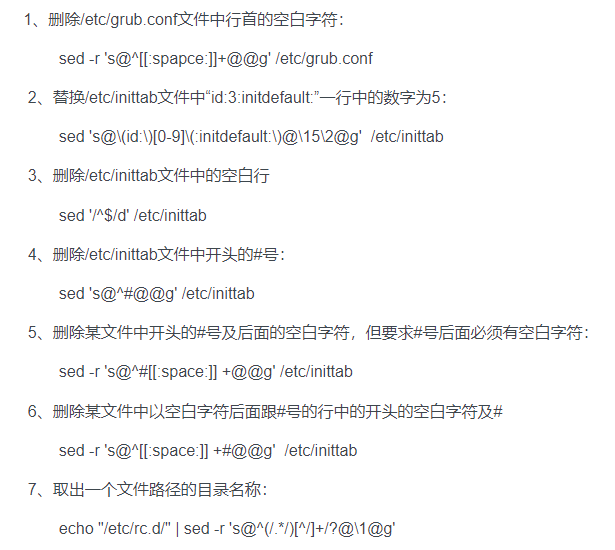 1、删除/etc/grub.conf文件中行首的空白字符：
sed -r 's@^[[:spapce:]]+@@g' /etc/grub.conf
2、替换/etc/inittab文件中“id:3:initdefault:”一行中的数字为5：
sed 's@\(id:\)[0-9]\(:initdefault:\)@\15\2@g'  /etc/inittab
3、删除/etc/inittab文件中的空白行
sed '/^$/d' /etc/inittab
4、删除/etc/inittab文件中开头的#号：
sed 's@^#@@g' /etc/inittab
5、删除某文件中开头的#号及后面的空白字符，但要求#号后面必须有空白字符：
sed -r 's@^#[[:space:]] +@@g' /etc/inittab
6、删除某文件中以空白字符后面跟#号的行中的开头的空白字符及#
sed -r 's@^[[:space:]] +#@@g'  /etc/inittab
7、取出一个文件路径的目录名称：
echo "/etc/rc.d/" | sed -r 's@^(/.*/)[^/]+/?@\1@g'